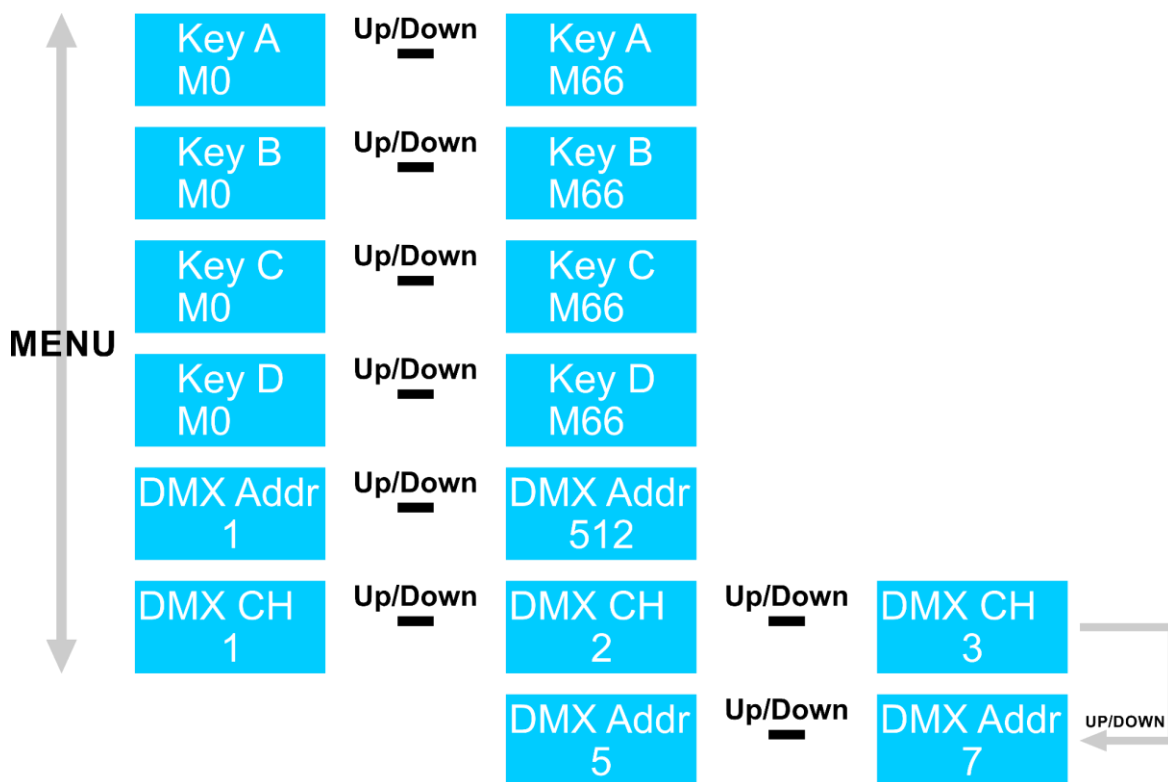 Key A
M0
Up/Down
Key A
M66
Key B
M0
Up/Down
Key B
M66
Key C
M0
Up/Down
Key C
M66
MENU
Key D
M0
Up/Down
Key D
M66
DMX Addr
1
Up/Down
DMX Addr
512
DMX CH
1
Up/Down
DMX CH
2
Up/Down
DMX CH
3
DMX Addr
5
Up/Down
DMX Addr
7
UP/DOWN